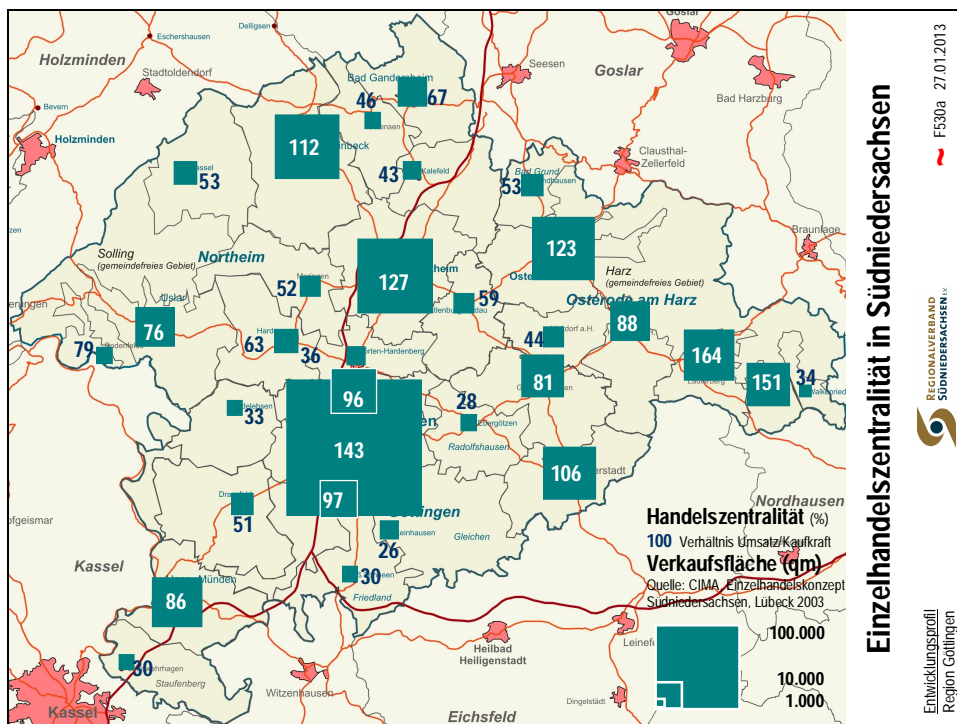 Delligsen
Goslar
Eschershausen
Holzminden
Stadtoldendorf
Seesen
Goslar
Bad Gandersheim
67
Bad Harzburg
Bevern
46
Holzminden
112
Clausthal-
Zellerfeld
43
Kalefeld
Bad Grund
53
53
Braunlage
123
Solling
(gemeindefreies Gebiet)
Northeim
127
Harz
(gemeindefreies Gebiet)
52
59
Osterode am Harz
Uslar
76
88
63
36
44
164
79
Nörten-Hardenberg
151
34
81
96
33
28
Ebergötzen
Radolfshausen
143
106
97
Göttingen
51
Gleichen
26
Nordhausen
Kassel
30
Friedland
86
30
Staufenberg
Heilbad
Heiligenstadt
Witzenhausen
Kassel
Eichsfeld
Dingelstädt
Handelszentralität (%)
100 Verhältnis Umsatz/Kaufkraft
Verkaufsfläche (qm)
Quelle: CIMA, Einzelhandelskonzept
Südniedersachsen, Lübeck 2003
100.000
10.000
1.000
Einzelhandelszentralität in Südniedersachsen
F530a 27.01.2013
REGIONALVERBAND
SÜDNIEDERSACHSEN E.V.
Entwicklungsprofil
Region Göttingen